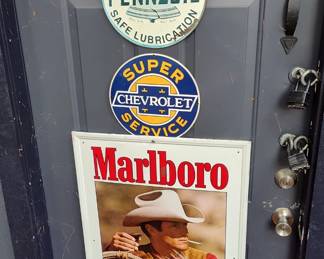 PENNZOIL
SAFE LUBRICATION
SUPER
CHEVROLET
SERVICE
Marlboro